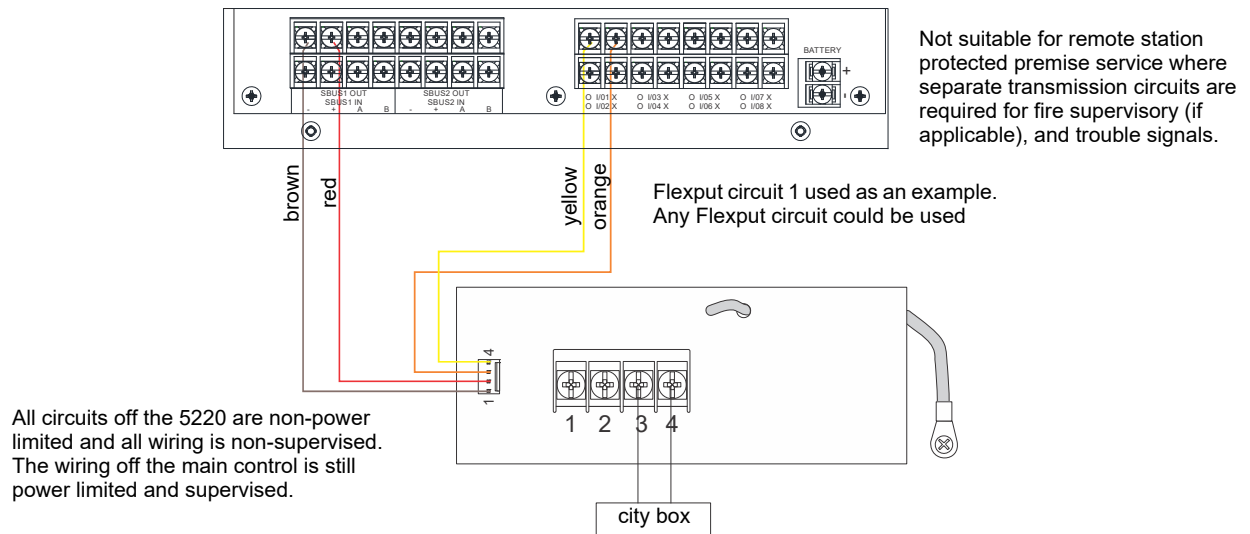 Not suitable for remote station
protected premise service where
separate transmission circuits are
required for fire supervisory (if
applicable), and trouble signals.
BATTERY
+
-
SBUS1 OUT SBUS2 OUT
SBUS1 IN SBUS2 IN
- + A B - + A B
O I/01 X O I/03 X O I/05 X O I/07 X
O I/02 X O I/04 X O I/06 X O I/08 X
brown
red
yellow
orange
Flexput circuit 1 used as an example.
Any Flexput circuit could be used
4
1
1 2 3 4
All circuits off the 5220 are non-power
limited and all wiring is non-supervised.
The wiring off the main control is still
power limited and supervised.
city box